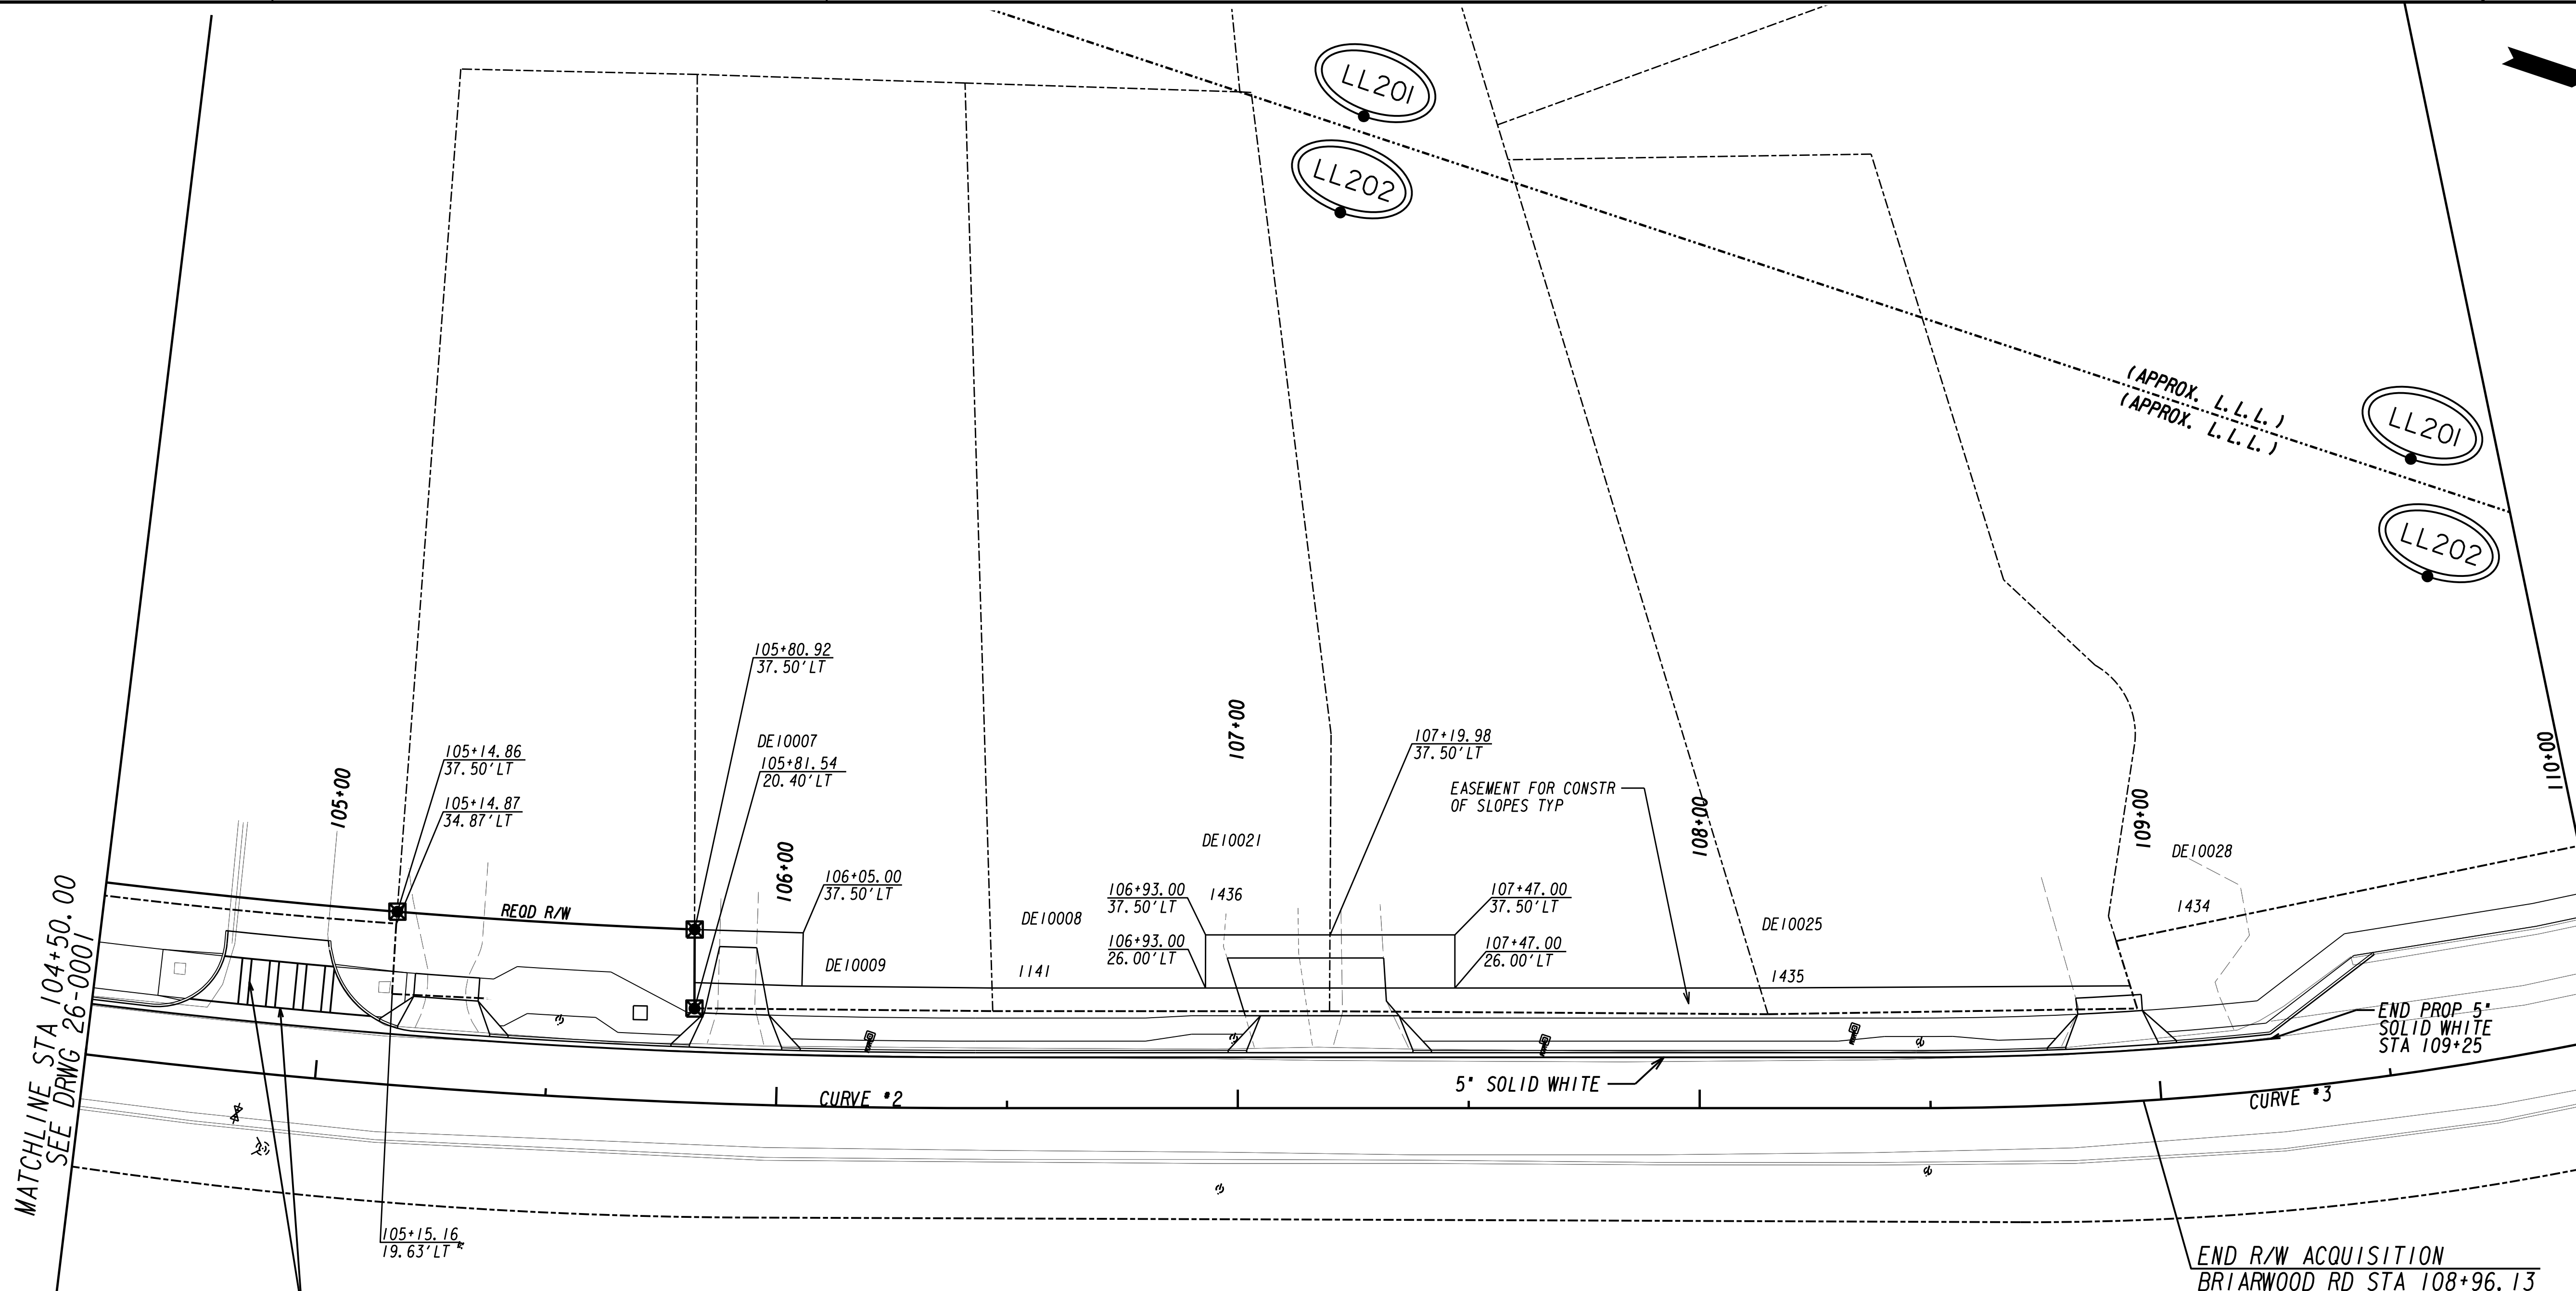 LL201
LL202
(APPROX. L.L.L.)
(APPROX. L.L.L.)
LL201
LL202
105+80.92
37.50'LT
DE10007
105+81.54
20.40'LT
105+14.86
37.50'LT
105+14.87
34.87'LT
105+00
106+00
106+05.00
37.50'LT
REQD R/W
DE10009
DE10008
1141
107+00
DE10021
1436
106+93.00
37.50'LT
106+93.00
26.00'LT
107+19.98
37.50'LT
107+47.00
37.50'LT
107+47.00
26.00'LT
EASEMENT FOR CONSTR
OF SLOPES TYP
108+00
DE10025
1435
109+00
DE10028
1434
110+00
END PROP 5"
SOLID WHITE
STA 109+25
MATCHLINE STA 104+50.00
SEE DRWG 26-0001
CURVE #2
5" SOLID WHITE
CURVE #3
105+15.16
19.63'LT
END R/W ACQUISITION
BRIARWOOD RD STA 108+96.13